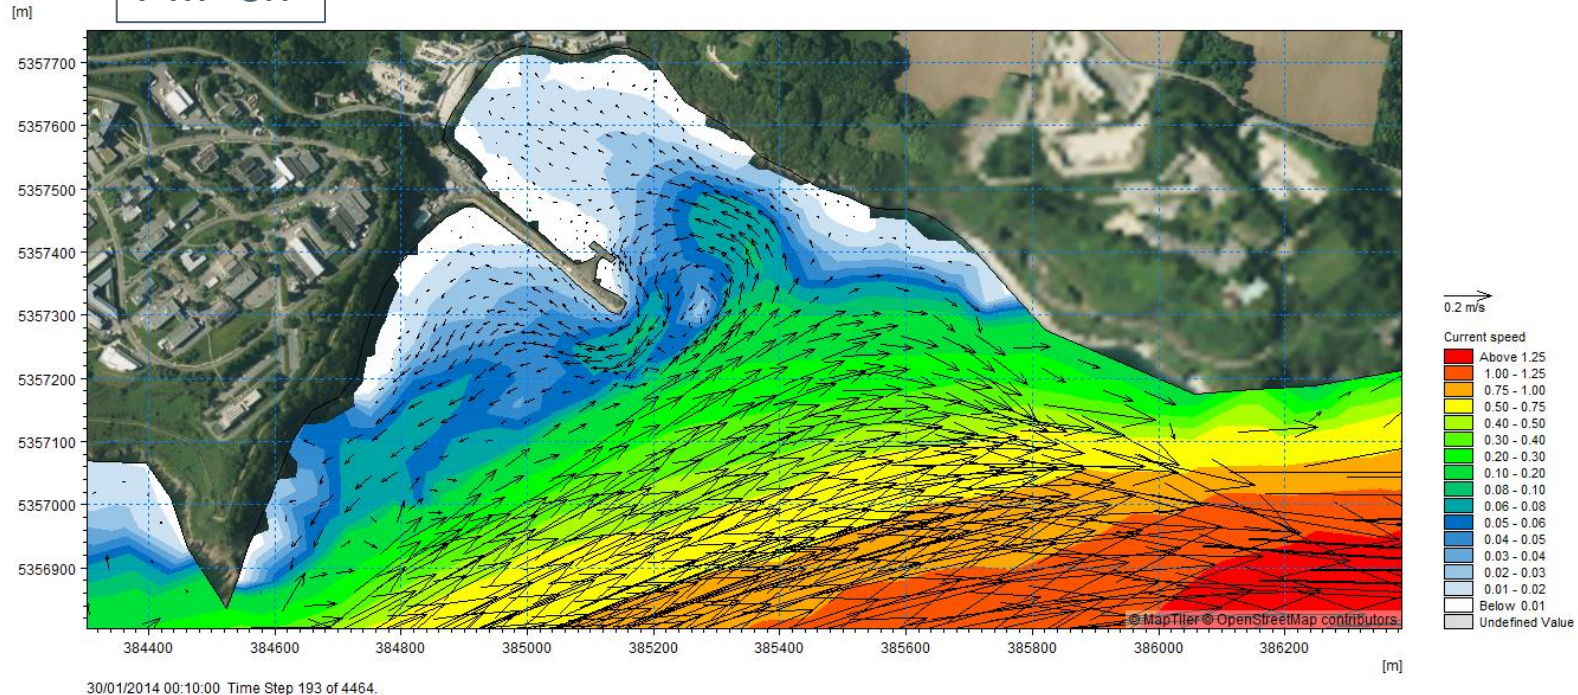 [m]
5357700
5357600
5357500
5357400
5357300
5357200
5357100
5357000
5356900
384400 384600 384800 385000 385200 385400 385600 385800 386000 386200
[m]
© MapTiler © OpenStreetMap contributors
0.2 m/s
Current speed
Above 1.25
1.00 - 1.25
0.75 - 1.00
0.50 - 0.75
0.40 - 0.50
0.30 - 0.40
0.20 - 0.30
0.10 - 0.20
0.08 - 0.10
0.06 - 0.08
0.05 - 0.06
0.04 - 0.05
0.03 - 0.04
0.02 - 0.03
0.01 - 0.02
Below 0.01
Undefined Value
30/01/2014 00:10:00 Time Step 193 of 4464.